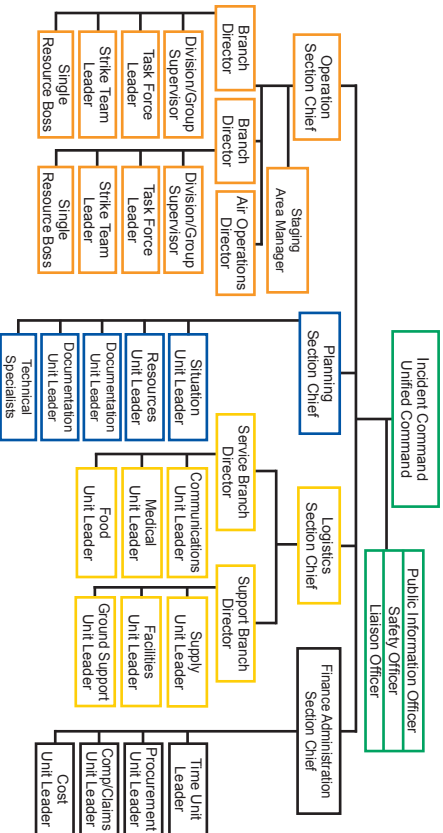 Incident Command
Unified Command
Public Information Officer
Safety Officer
Liaison Officer
Operation
Section Chief
Staging
Area Manager
Branch
Director
Branch
Director
Air Operations
Director
Division/Group
Supervisor
Task Force
Leader
Strike Team
Leader
Single
Resource Boss
Division/Group
Supervisor
Task Force
Leader
Strike Team
Leader
Single
Resource Boss
Planning
Section Chief
Situation
Unit Leader
Resources
Unit Leader
Documentation
Unit Leader
Documentation
Unit Leader
Technical
Specialists
Logistics
Section Chief
Service Branch
Director
Communications
Unit Leader
Medical
Unit Leader
Food
Unit Leader
Support Branch
Director
Supply
Unit Leader
Facilities
Unit Leader
Ground Support
Unit Leader
Finance Administration
Section Chief
Time Unit
Leader
Procurement
Unit Leader
Comp/Claims
Unit Leader
Cost
Unit Leader